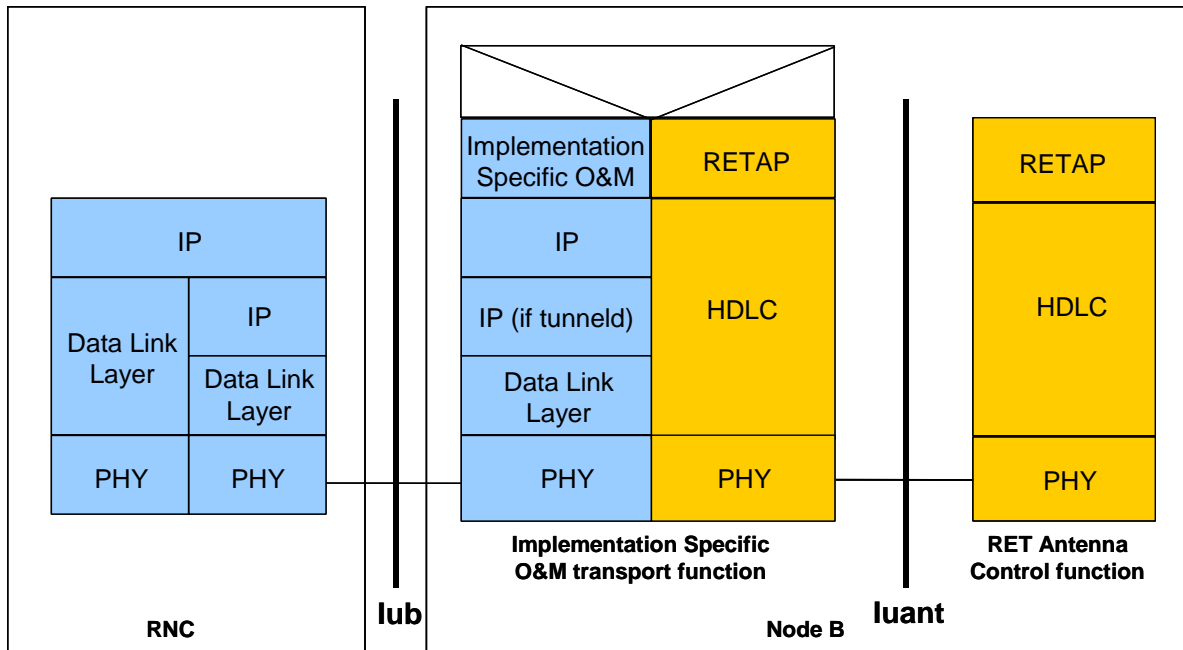 IP
Data Link
Layer
IP
Data Link
Layer
PHY
PHY
RNC
Iub
Implementation
Specific O&M
RETAP
IP
IP (if tunneld)
HDLC
Data Link
Layer
PHY
PHY
Implementation Specific
O&M transport function
Node B
Iuant
RETAP
HDLC
PHY
RET Antenna
Control function